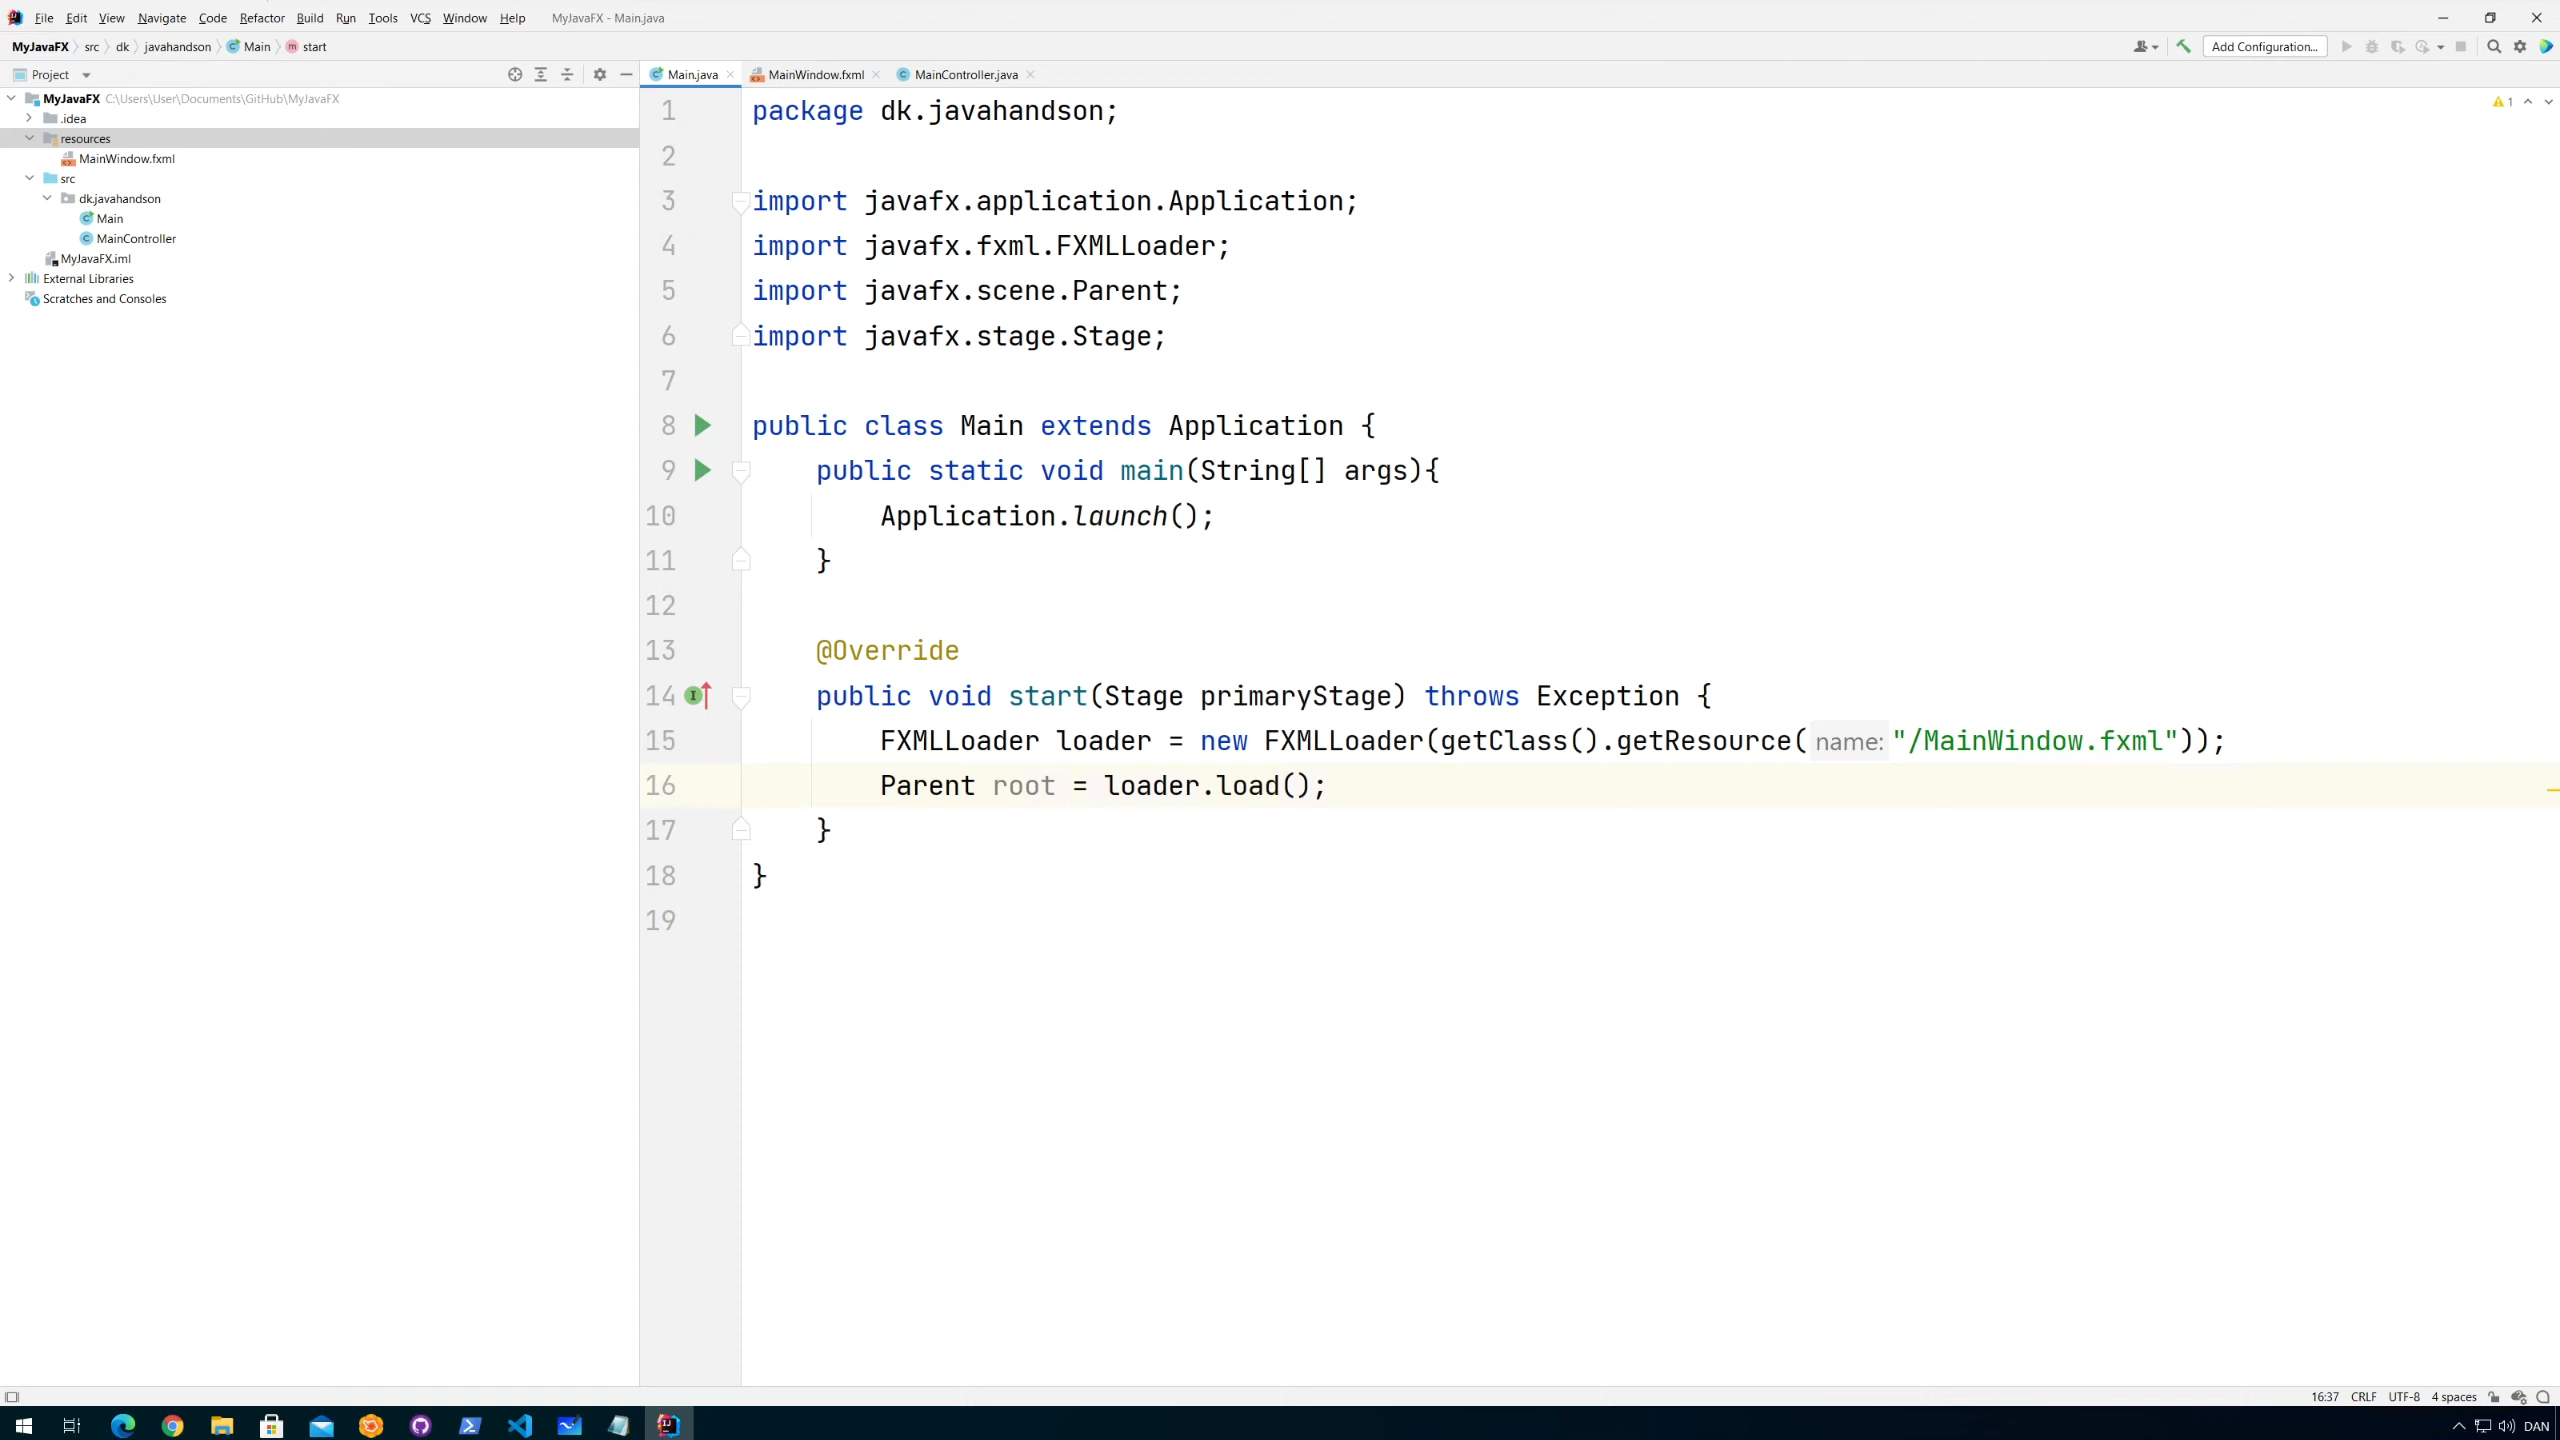 File Edit View Navigate Code Refactor Build Run Tools VCS Window Help MyJavaFX - Main.java
MyJavaFX src dk javahandson Main start
Add Configuration...
Project
Main.java MainWindow.fxml MainController.java
MyJavaFX C:\Users\User\Documents\GitHub\MyJavaFX
.idea
resources
MainWindow.fxml
src
dk.javahandson
Main
MainController
MyJavaFX.iml
External Libraries
Scratches and Consoles
1
1 package dk.javahandson;
2
3 import javafx.application.Application;
4 import javafx.fxml.FXMLLoader;
5 import javafx.scene.Parent;
6 import javafx.stage.Stage;
7
8 public class Main extends Application {
9 public static void main(String[] args){
10 Application.launch();
11 }
12
13 @Override
14 public void start(Stage primaryStage) throws Exception {
15 FXMLLoader loader = new FXMLLoader(getClass().getResource( name: "/MainWindow.fxml"));
16 Parent root = loader.load();
17 }
18 }
19
16:37 CRLF UTF-8 4 spaces
DAN